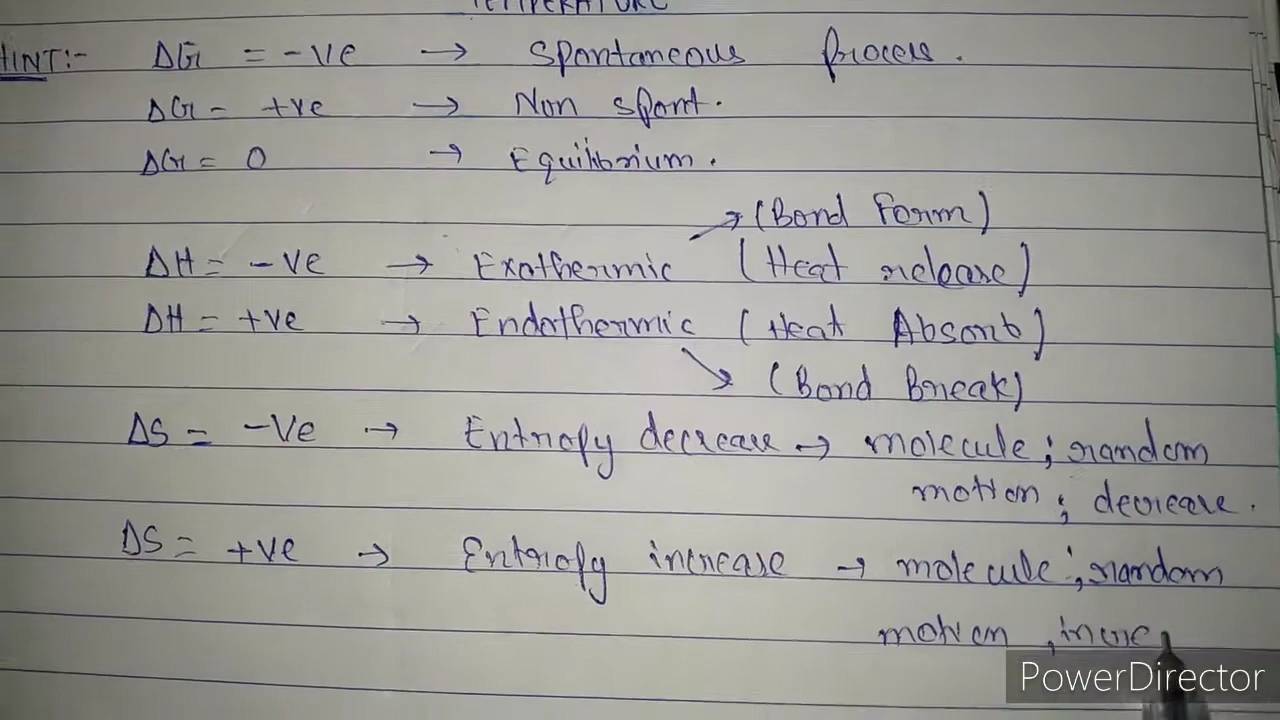 TEMPERATURE
HINT:- ΔG = -ve → Spontaneous process.
ΔG = +ve → Non spont.
ΔG = 0 → Equilibrium.
(Bond Form)
ΔH = -ve → Exothermic (Heat release)
ΔH = +ve → Endothermic (Heat Absorb)
(Bond Break)
ΔS = -ve → Entropy decrease → molecule; random
motion; decrease.
ΔS = +ve → Entropy increase → molecule; random
motion, incre
PowerDirector